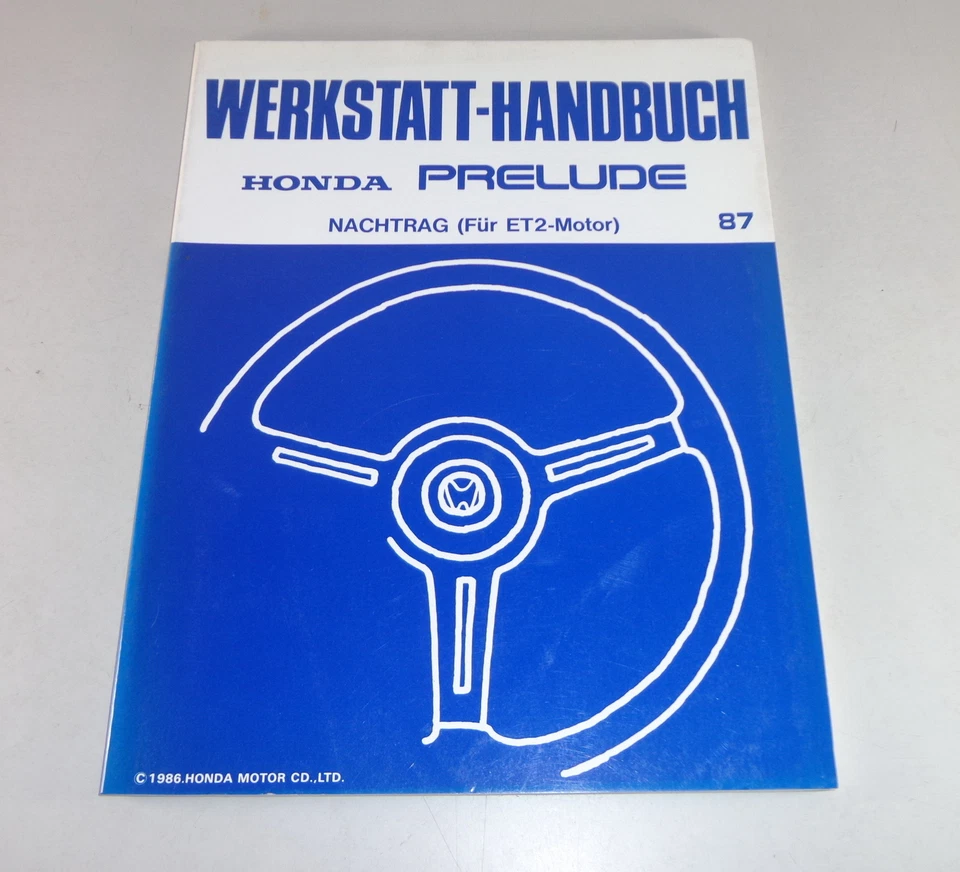 WERKSTATT-HANDBUCH
HONDA PRELUDE
NACHTRAG (Für ET2-Motor) 87
© 1986.HONDA MOTOR CD.,LTD.